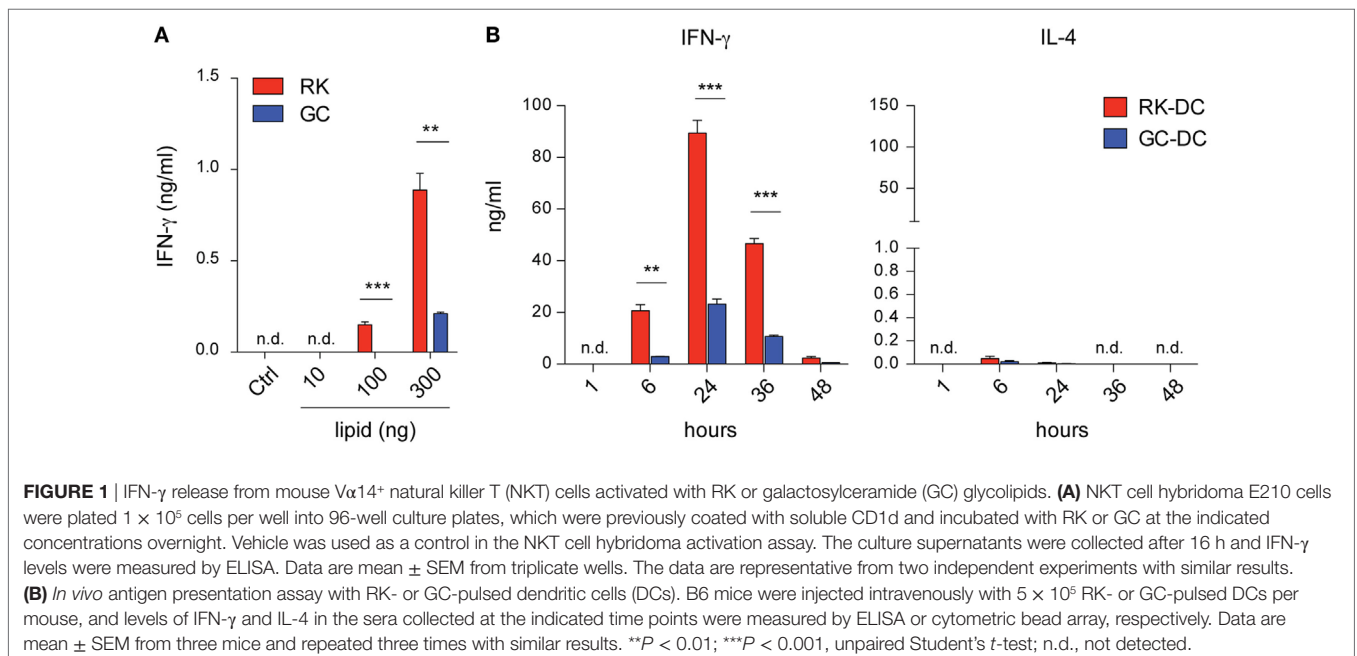 A
IFN-γ (ng/ml)
1.5
1.0
0.5
0.0
RK
GC
n.d.
n.d.
***
**
Ctrl
10
100
300
lipid (ng)
B
IFN-γ
ng/ml
100
80
60
40
20
0
n.d.
**
***
***
1
6
24
36
48
hours
IL-4
150
100
50
1.0
0.8
0.6
0.4
0.2
0.0
RK-DC
GC-DC
n.d.
n.d.
n.d.
1
6
24
36
48
hours
FIGURE 1 | IFN-γ release from mouse Vα14⁺ natural killer T (NKT) cells activated with RK or galactosylceramide (GC) glycolipids. (A) NKT cell hybridoma E210 cells
were plated 1 × 10⁵ cells per well into 96-well culture plates, which were previously coated with soluble CD1d and incubated with RK or GC at the indicated
concentrations overnight. Vehicle was used as a control in the NKT cell hybridoma activation assay. The culture supernatants were collected after 16 h and IFN-γ
levels were measured by ELISA. Data are mean ± SEM from triplicate wells. The data are representative from two independent experiments with similar results.
(B) In vivo antigen presentation assay with RK- or GC-pulsed dendritic cells (DCs). B6 mice were injected intravenously with 5 × 10⁵ RK- or GC-pulsed DCs per
mouse, and levels of IFN-γ and IL-4 in the sera collected at the indicated time points were measured by ELISA or cytometric bead array, respectively. Data are
mean ± SEM from three mice and repeated three times with similar results. **P < 0.01; ***P < 0.001, unpaired Student's t-test; n.d., not detected.